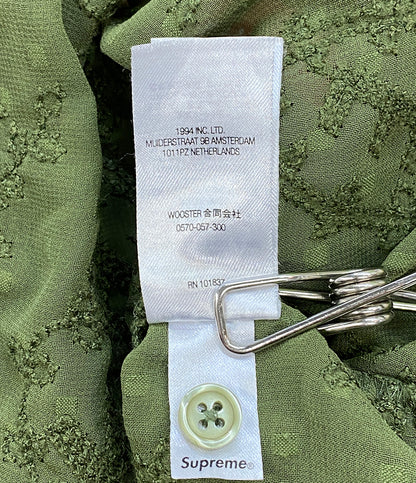 1994 INC. LTD.
MUIDERSTRAAT 9B AMSTERDAM
1011PZ NETHERLANDS
WOOSTER 合同会社
0570-057-300
RN 101837
Supreme®